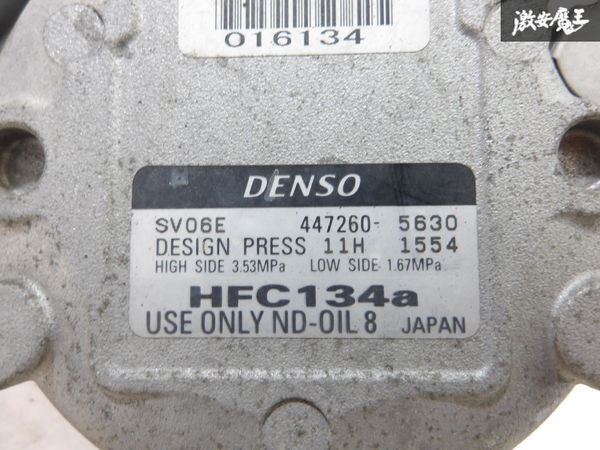 激安魔王
016134
DENSO
SV06E 447260- 5630
DESIGN PRESS 11H 1554
HIGH SIDE 3.53MPa LOW SIDE 1.67MPa
HFC134a
USE ONLY ND-OIL 8 JAPAN